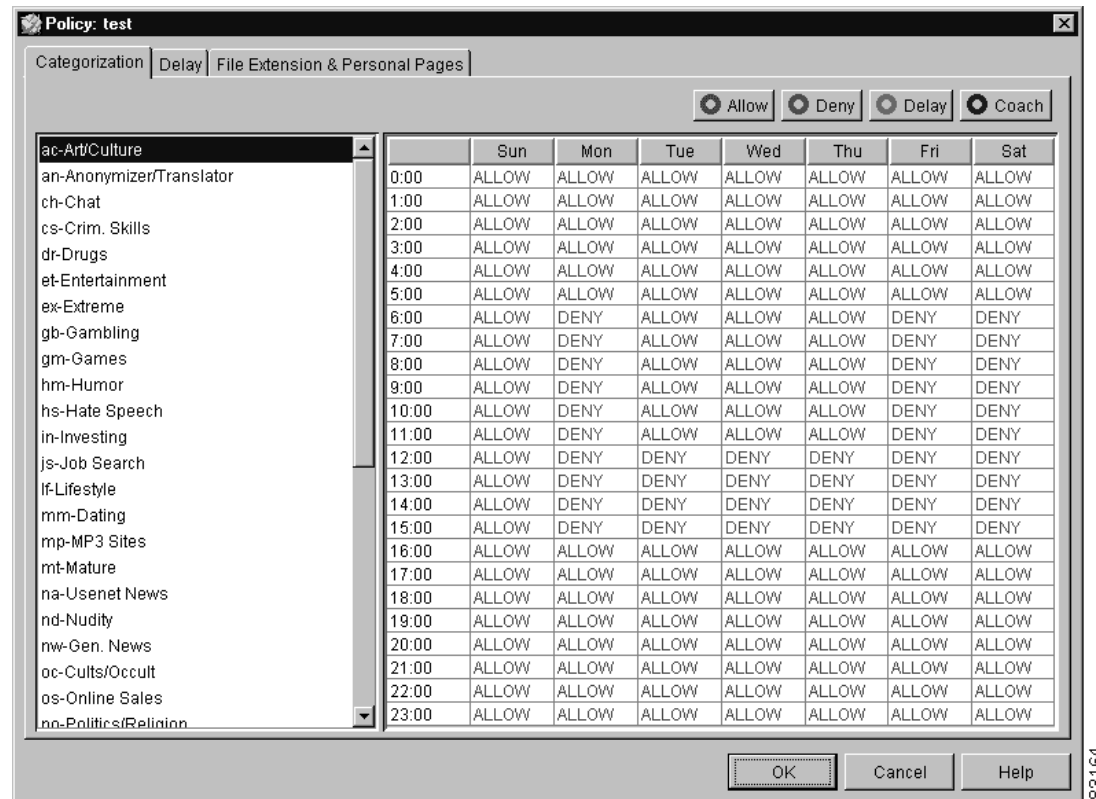 Policy: test
Categorization Delay File Extension & Personal Pages
Allow Deny Delay Coach
ac-Art/Culture
an-Anonymizer/Translator
ch-Chat
cs-Crim. Skills
dr-Drugs
et-Entertainment
ex-Extreme
gb-Gambling
gm-Games
hm-Humor
hs-Hate Speech
in-Investing
js-Job Search
lf-Lifestyle
mm-Dating
mp-MP3 Sites
mt-Mature
na-Usenet News
nd-Nudity
nw-Gen. News
oc-Cults/Occult
os-Online Sales
po-Politics/Religion
Sun Mon Tue Wed Thu Fri Sat
0:00 ALLOW ALLOW ALLOW ALLOW ALLOW ALLOW ALLOW
1:00 ALLOW ALLOW ALLOW ALLOW ALLOW ALLOW ALLOW
2:00 ALLOW ALLOW ALLOW ALLOW ALLOW ALLOW ALLOW
3:00 ALLOW ALLOW ALLOW ALLOW ALLOW ALLOW ALLOW
4:00 ALLOW ALLOW ALLOW ALLOW ALLOW ALLOW ALLOW
5:00 ALLOW ALLOW ALLOW ALLOW ALLOW ALLOW ALLOW
6:00 ALLOW DENY ALLOW ALLOW ALLOW DENY DENY
7:00 ALLOW DENY ALLOW ALLOW ALLOW DENY DENY
8:00 ALLOW DENY ALLOW ALLOW ALLOW DENY DENY
9:00 ALLOW DENY ALLOW ALLOW ALLOW DENY DENY
10:00 ALLOW DENY ALLOW ALLOW ALLOW DENY DENY
11:00 ALLOW DENY ALLOW ALLOW ALLOW DENY DENY
12:00 ALLOW DENY DENY DENY DENY DENY DENY
13:00 ALLOW DENY DENY DENY DENY DENY DENY
14:00 ALLOW DENY DENY DENY DENY DENY DENY
15:00 ALLOW DENY DENY DENY DENY DENY DENY
16:00 ALLOW ALLOW ALLOW ALLOW ALLOW ALLOW ALLOW
17:00 ALLOW ALLOW ALLOW ALLOW ALLOW ALLOW ALLOW
18:00 ALLOW ALLOW ALLOW ALLOW ALLOW ALLOW ALLOW
19:00 ALLOW ALLOW ALLOW ALLOW ALLOW ALLOW ALLOW
20:00 ALLOW ALLOW ALLOW ALLOW ALLOW ALLOW ALLOW
21:00 ALLOW ALLOW ALLOW ALLOW ALLOW ALLOW ALLOW
22:00 ALLOW ALLOW ALLOW ALLOW ALLOW ALLOW ALLOW
23:00 ALLOW ALLOW ALLOW ALLOW ALLOW ALLOW ALLOW
OK Cancel Help